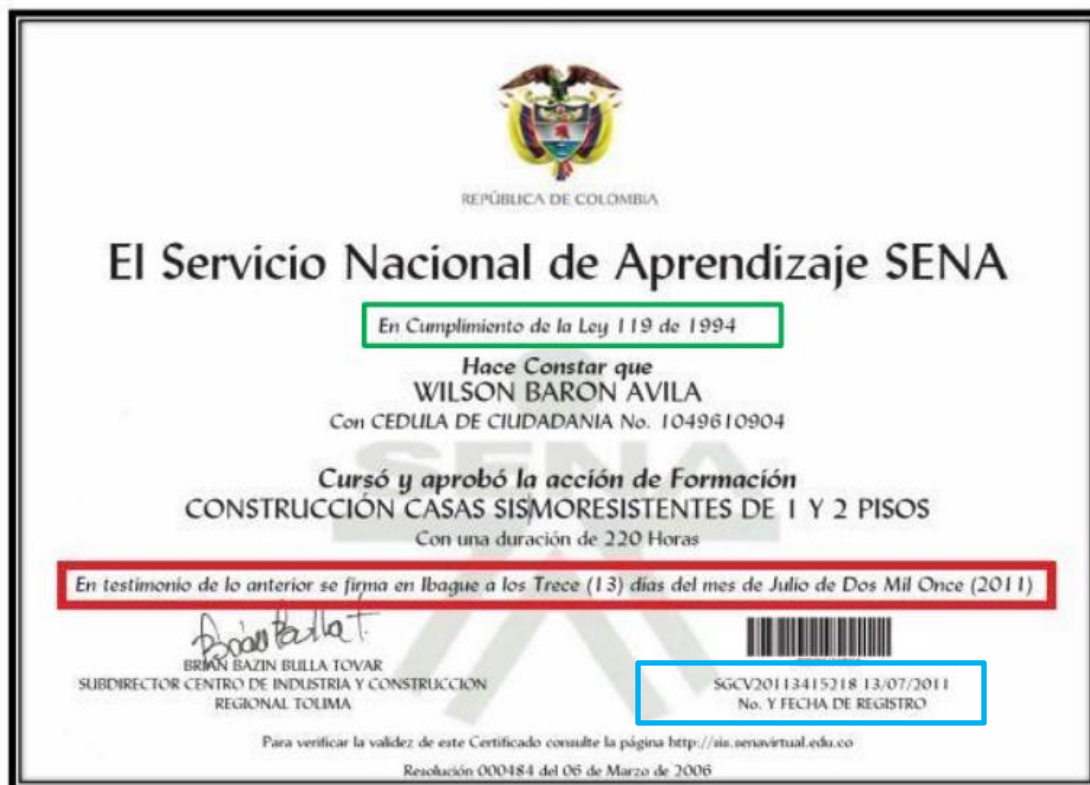 REPÚBLICA DE COLOMBIA
El Servicio Nacional de Aprendizaje SENA
En Cumplimiento de la Ley 119 de 1994
Hace Constar que
WILSON BARON AVILA
Con CEDULA DE CIUDADANIA No. 1049610904
SENA
Cursó y aprobó la acción de Formación
CONSTRUCCIÓN CASAS SISMORESISTENTES DE 1 Y 2 PISOS
Con una duración de 220 Horas
En testimonio de lo anterior se firma en Ibague a los Trece (13) días del mes de Julio de Dos Mil Once (2011)
BRIAN BAZIN BULLA TOVAR
SUBDIRECTOR CENTRO DE INDUSTRIA Y CONSTRUCCION
REGIONAL TOLIMA
SGCV20113415218 13/07/2011
No. Y FECHA DE REGISTRO
Para verificar la validez de este Certificado consulte la página http://sis.senavirtual.edu.co
Resolución 000484 del 06 de Marzo de 2006